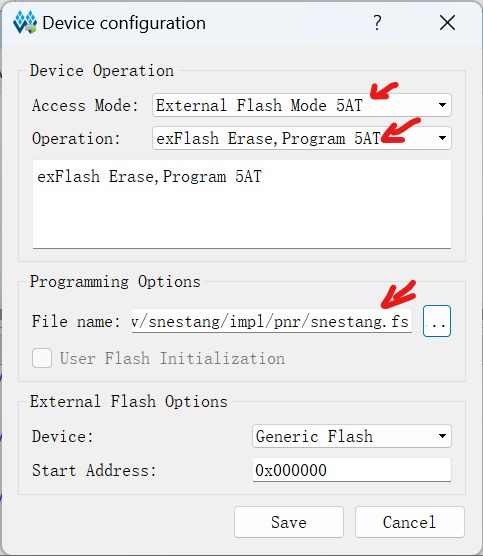 Device configuration ?
Device Operation
Access Mode: External Flash Mode 5AT
Operation: exFlash Erase,Program 5AT
exFlash Erase,Program 5AT
Programming Options
File name: v/snestang/impl/pnr/snestang.fs ...
User Flash Initialization
External Flash Options
Device: Generic Flash
Start Address: 0x000000
Save Cancel